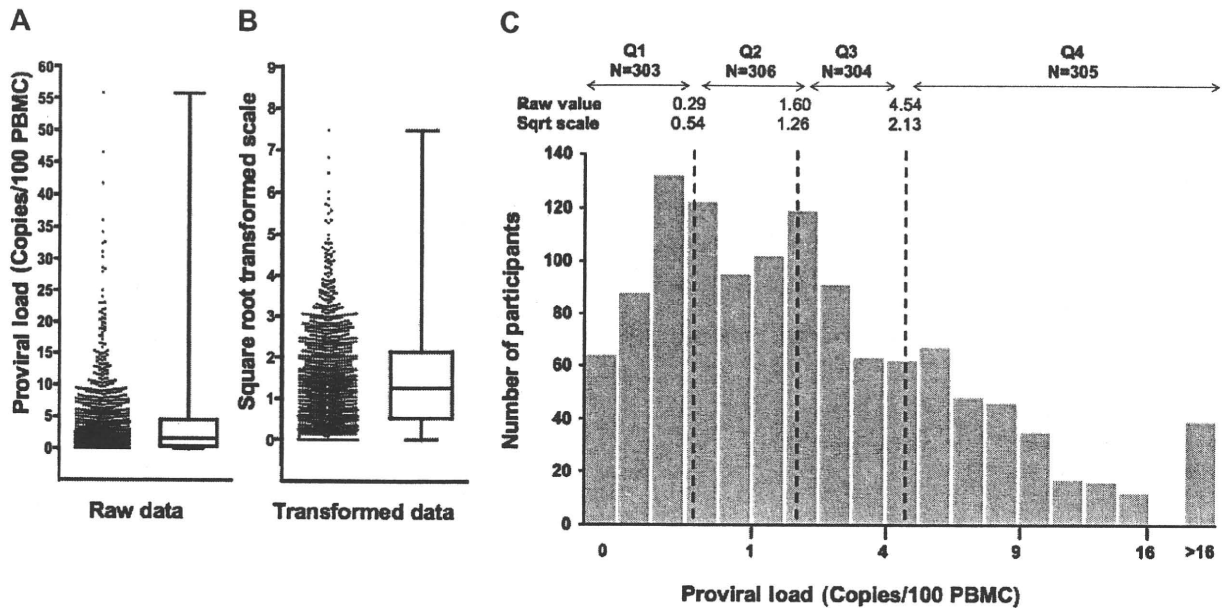 A
Proviral load (Copies/100 PBMC)
60
55
50
45
40
35
30
25
20
15
10
5
0
Raw data
B
Square root transformed scale
9
8
7
6
5
4
3
2
1
0
Transformed data
C
Q1 Q2 Q3 Q4
N=303 N=306 N=304 N=305
Raw value 0.29 1.60 4.54
Sqrt scale 0.54 1.26 2.13
Number of participants
140
120
100
80
60
40
20
0
0 1 4 9 16 >16
Proviral load (Copies/100 PBMC)